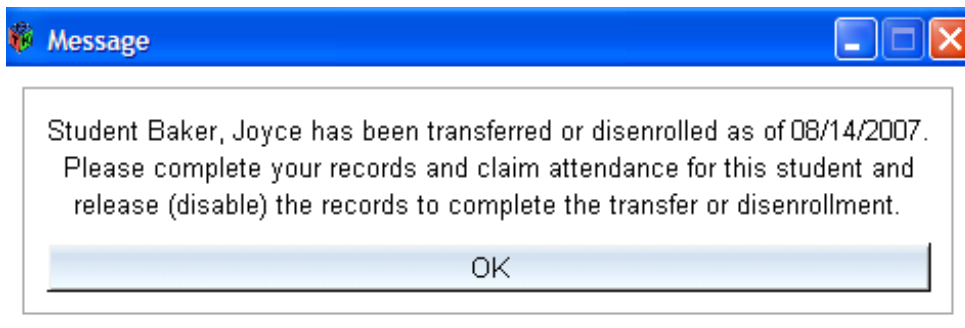 Message
Student Baker, Joyce has been transferred or disenrolled as of 08/14/2007.
Please complete your records and claim attendance for this student and
release (disable) the records to complete the transfer or disenrollment.
OK